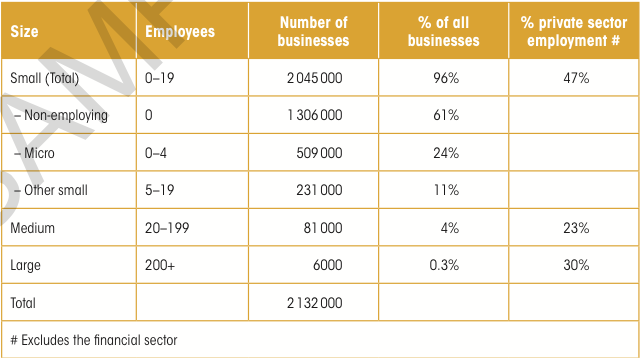 Size Employees Number of businesses % of all businesses % private sector employment #
Small (Total) 0–19 2 045 000 96% 47%
– Non-employing 0 1 306 000 61%
– Micro 0–4 509 000 24%
– Other small 5–19 231 000 11%
Medium 20–199 81 000 4% 23%
Large 200+ 6000 0.3% 30%
Total 2 132 000
# Excludes the financial sector